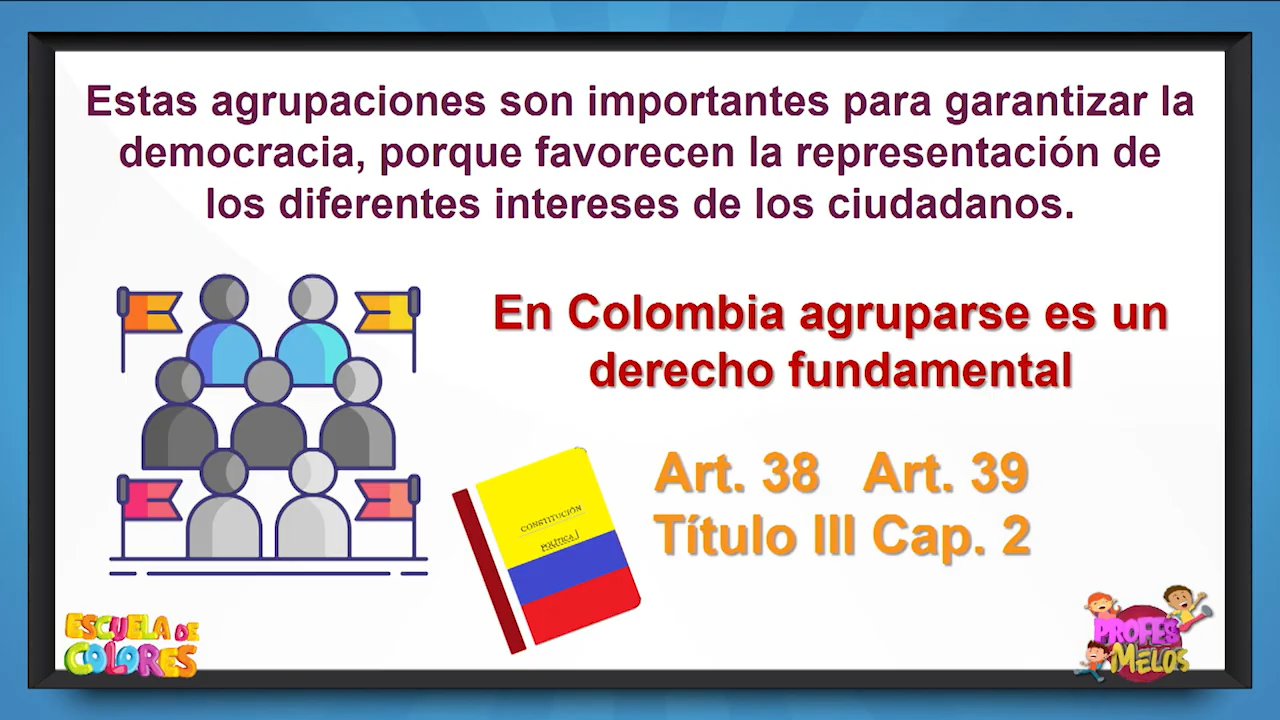 Estas agrupaciones son importantes para garantizar la
democracia, porque favorecen la representación de
los diferentes intereses de los ciudadanos.
En Colombia agruparse es un
derecho fundamental
Art. 38 Art. 39
Título III Cap. 2
CONSTITUCIÓN
POLÍTICA
ESCUELA DE
COLORES
PROFES
MELOS